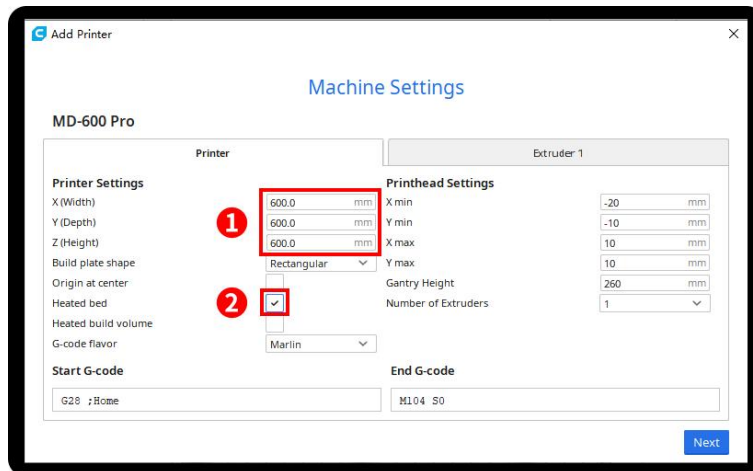 Add Printer
Machine Settings
MD-600 Pro
Printer
Extruder 1
Printer Settings
X (Width) 600.0 mm
Y (Depth) 600.0 mm
Z (Height) 600.0 mm
1
Build plate shape Rectangular
Origin at center
Heated bed
2
Heated build volume
G-code flavor Marlin
Printhead Settings
X min -20 mm
Y min -10 mm
X max 10 mm
Y max 10 mm
Gantry Height 260 mm
Number of Extruders 1
Start G-code
G28 ;Home
End G-code
M104 S0
Next